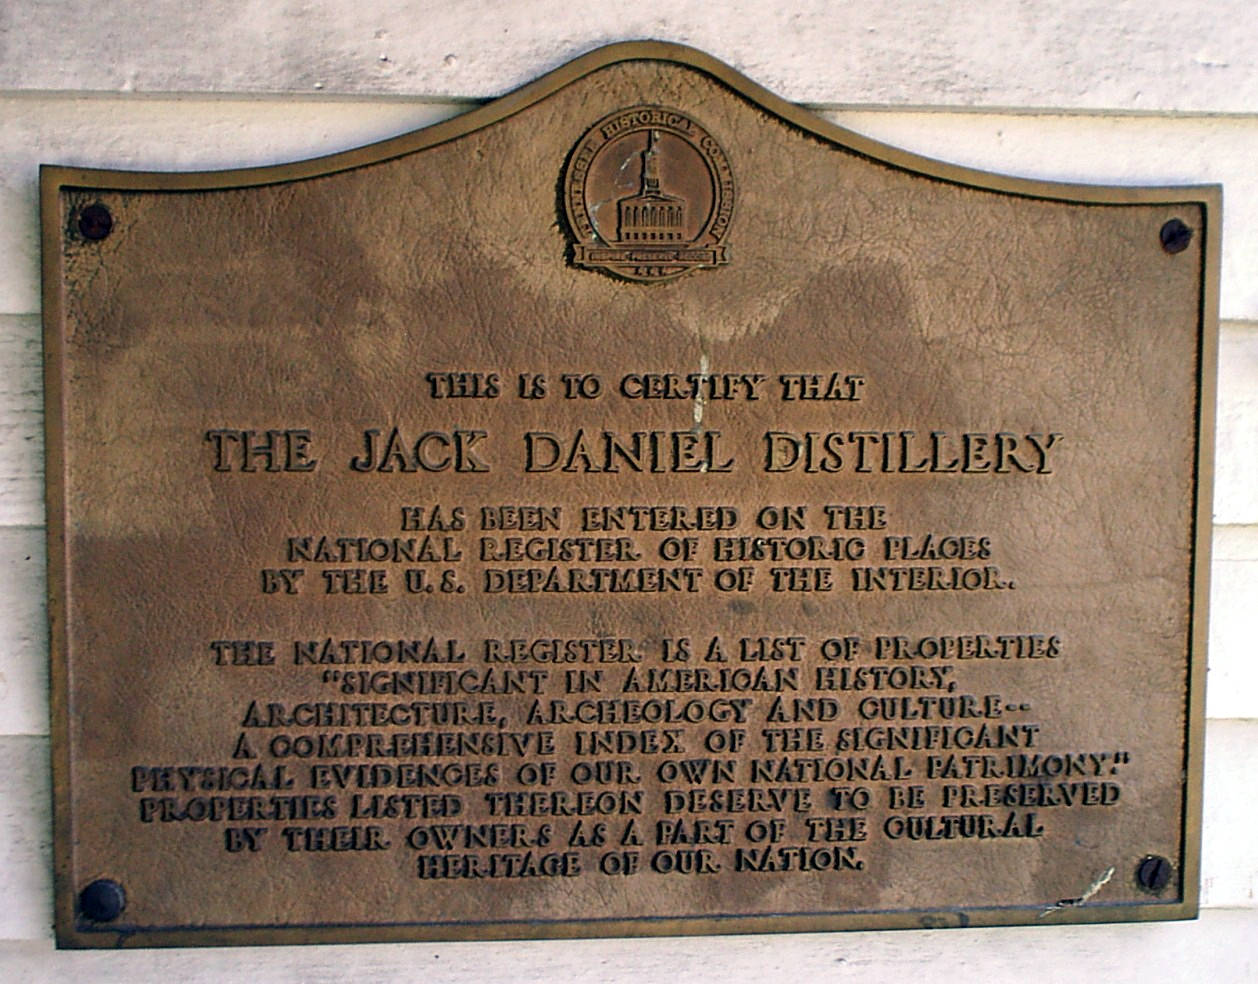 TENNESSEE HISTORICAL COMMISSION
THIS IS TO CERTIFY THAT
THE JACK DANIEL DISTILLERY
HAS BEEN ENTERED ON THE
NATIONAL REGISTER OF HISTORIC PLACES
BY THE U.S. DEPARTMENT OF THE INTERIOR.
THE NATIONAL REGISTER IS A LIST OF PROPERTIES
"SIGNIFICANT IN AMERICAN HISTORY,
ARCHITECTURE, ARCHEOLOGY AND CULTURE--
A COMPREHENSIVE INDEX OF THE SIGNIFICANT
PHYSICAL EVIDENCES OF OUR OWN NATIONAL PATRIMONY."
PROPERTIES LISTED THEREON DESERVE TO BE PRESERVED
BY THEIR OWNERS AS A PART OF THE CULTURAL
HERITAGE OF OUR NATION.